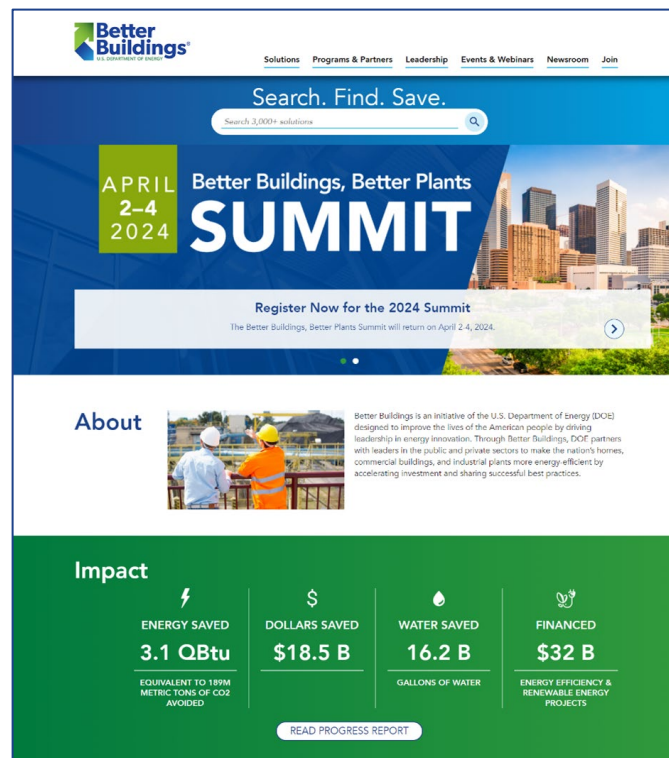 Better
Buildings®
U.S. DEPARTMENT OF ENERGY
Solutions Programs & Partners Leadership Events & Webinars Newsroom Join
Search. Find. Save.
Search 3,000+ solutions
APRIL
2–4
2024
Better Buildings, Better Plants
SUMMIT
Register Now for the 2024 Summit
The Better Buildings, Better Plants Summit will return on April 2-4, 2024.
About
Better Buildings is an initiative of the U.S. Department of Energy (DOE)
designed to improve the lives of the American people by driving
leadership in energy innovation. Through Better Buildings, DOE partners
with leaders in the public and private sectors to make the nation's homes,
commercial buildings, and industrial plants more energy-efficient by
accelerating investment and sharing successful best practices.
Impact
ENERGY SAVED
3.1 QBtu
EQUIVALENT TO 189M
METRIC TONS OF CO2
AVOIDED
$
DOLLARS SAVED
$18.5 B
WATER SAVED
16.2 B
GALLONS OF WATER
FINANCED
$32 B
ENERGY EFFICIENCY &
RENEWABLE ENERGY
PROJECTS
READ PROGRESS REPORT